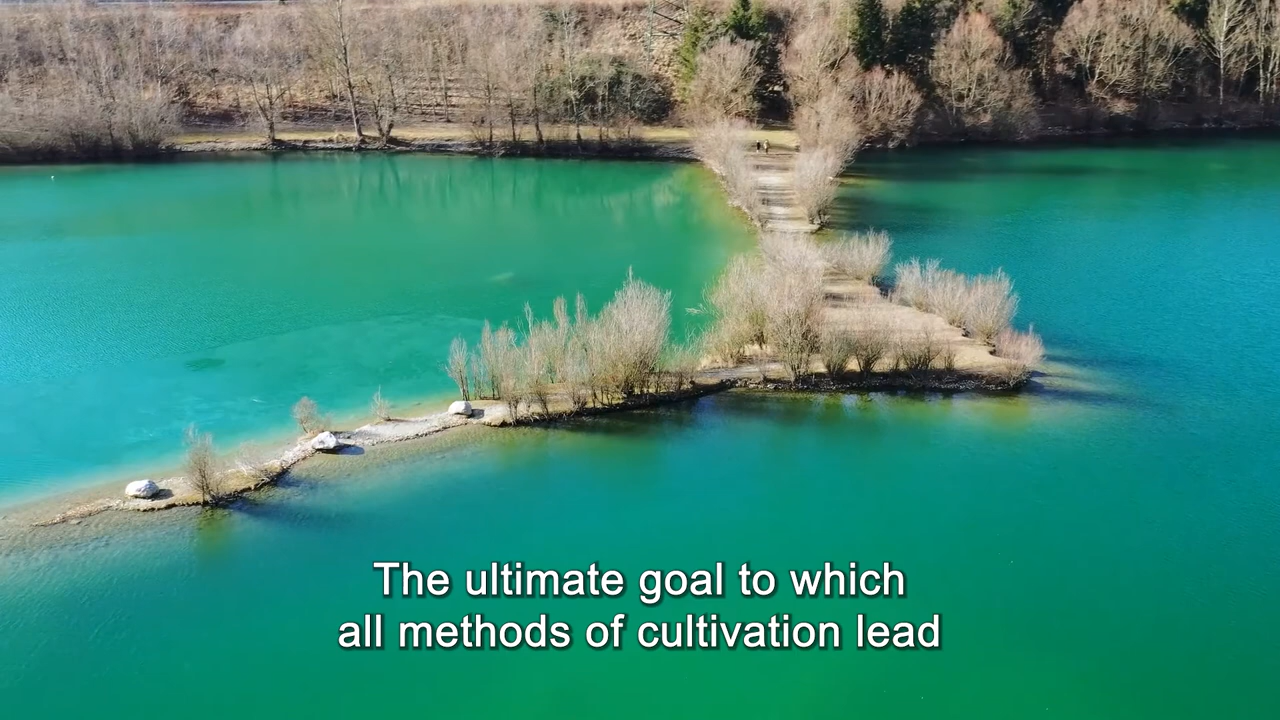 The ultimate goal to which
all methods of cultivation lead